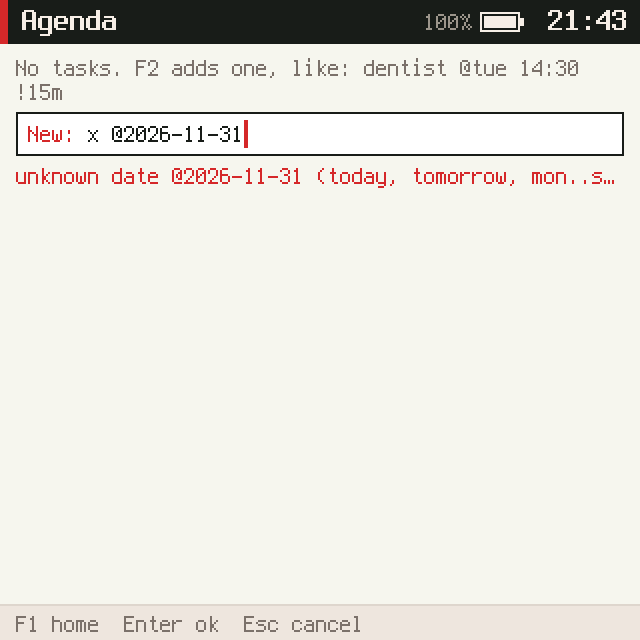 Agenda 100% 21:43
No tasks. F2 adds one, like: dentist @tue 14:30
!15m
New: x @2026-11-31
unknown date @2026-11-31 (today, tomorrow, mon..s…
F1 home Enter ok Esc cancel